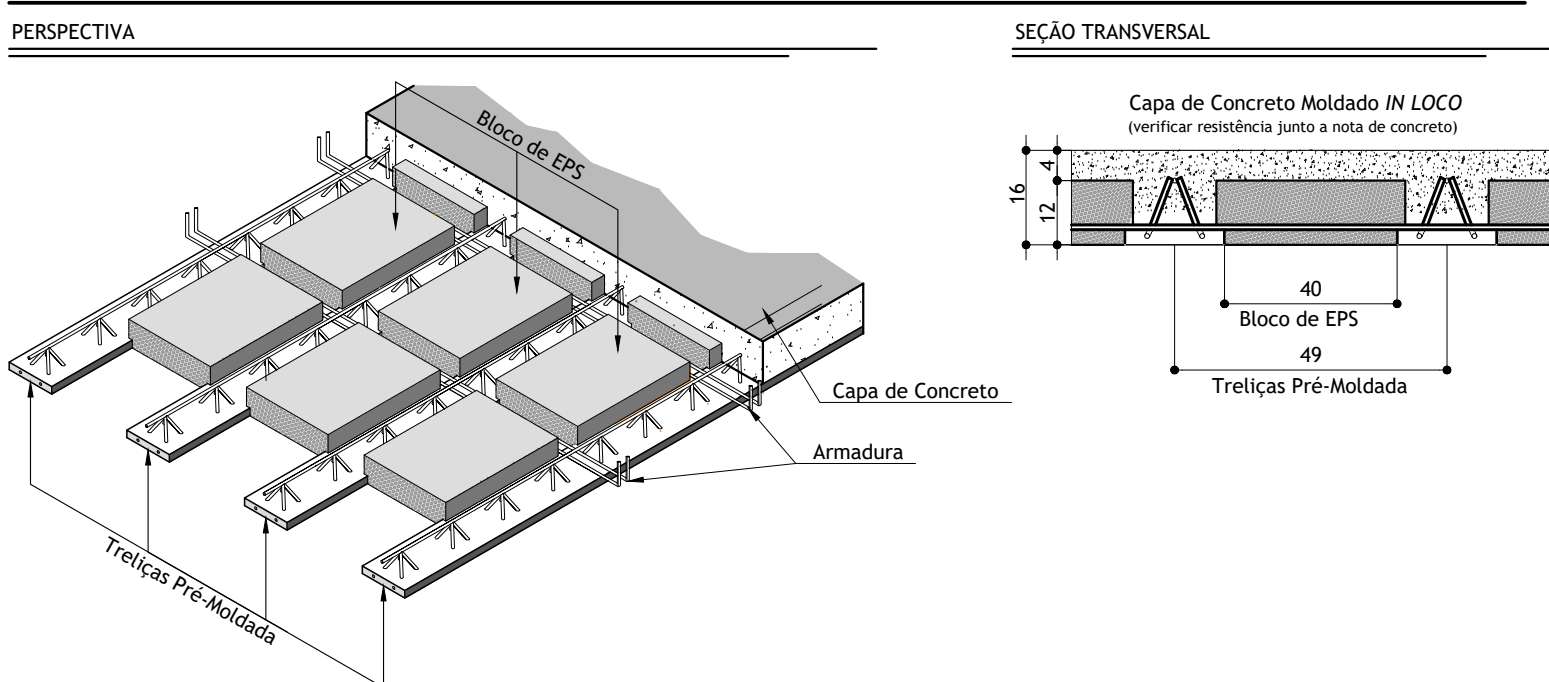 PERSPECTIVA
Bloco de EPS
Capa de Concreto
Armadura
Treliças Pré-Moldada
SEÇÃO TRANSVERSAL
Capa de Concreto Moldado IN LOCO
(verificar resistência junto a nota de concreto)
16
4
12
40
Bloco de EPS
49
Treliças Pré-Moldada